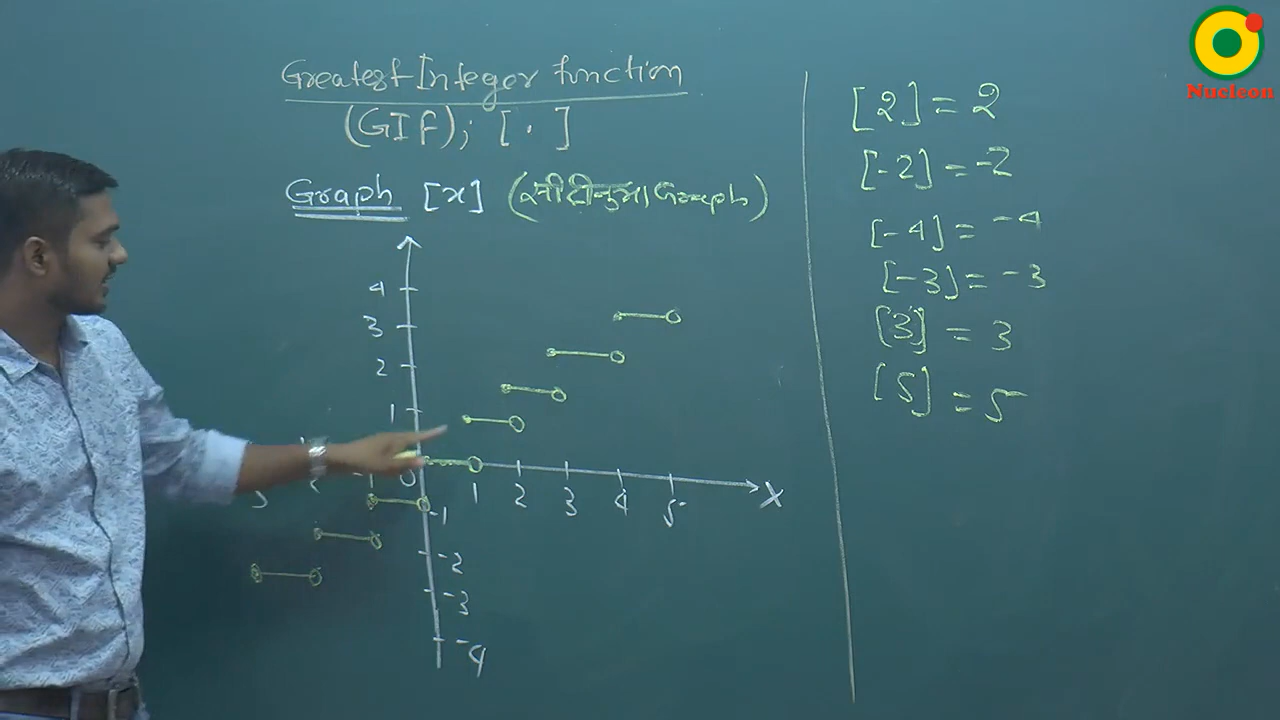 Nucleon
Greatest Integer function
(GIF); [ . ]
Graph [x] (सीढीनुमा Graph)
4
3
2
1
0
1 2 3 4 5 X
-1
-2
-3
-4
[2] = 2
[-2] = -2
[-4] = -4
[-3] = -3
[3] = 3
[5] = 5